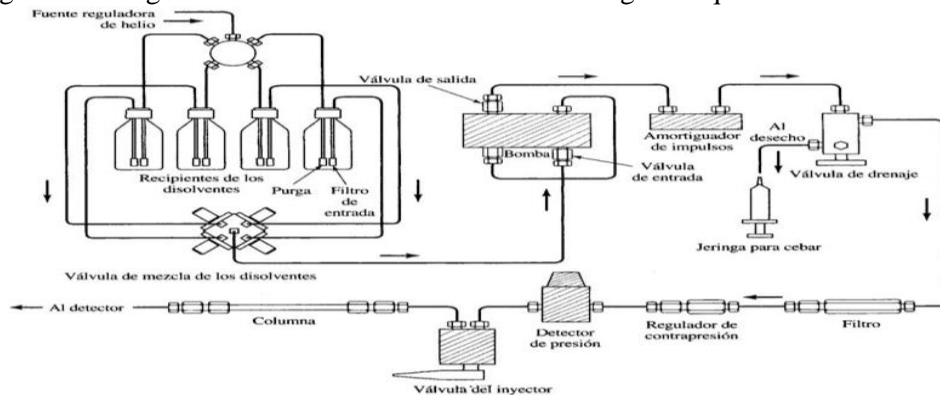 Fuente reguladora
de helio
Válvula de salida
Al
desecho
Amortiguador
de impulsos
Bomba
Válvula
de entrada
Válvula de drenaje
Recipientes de los
disolventes
Purga
Filtro
de
entrada
Jeringa para cebar
Válvula de mezcla de los disolventes
Al detector
Columna
Detector
de presión
Regulador de
contrapresión
Filtro
Válvula del inyector